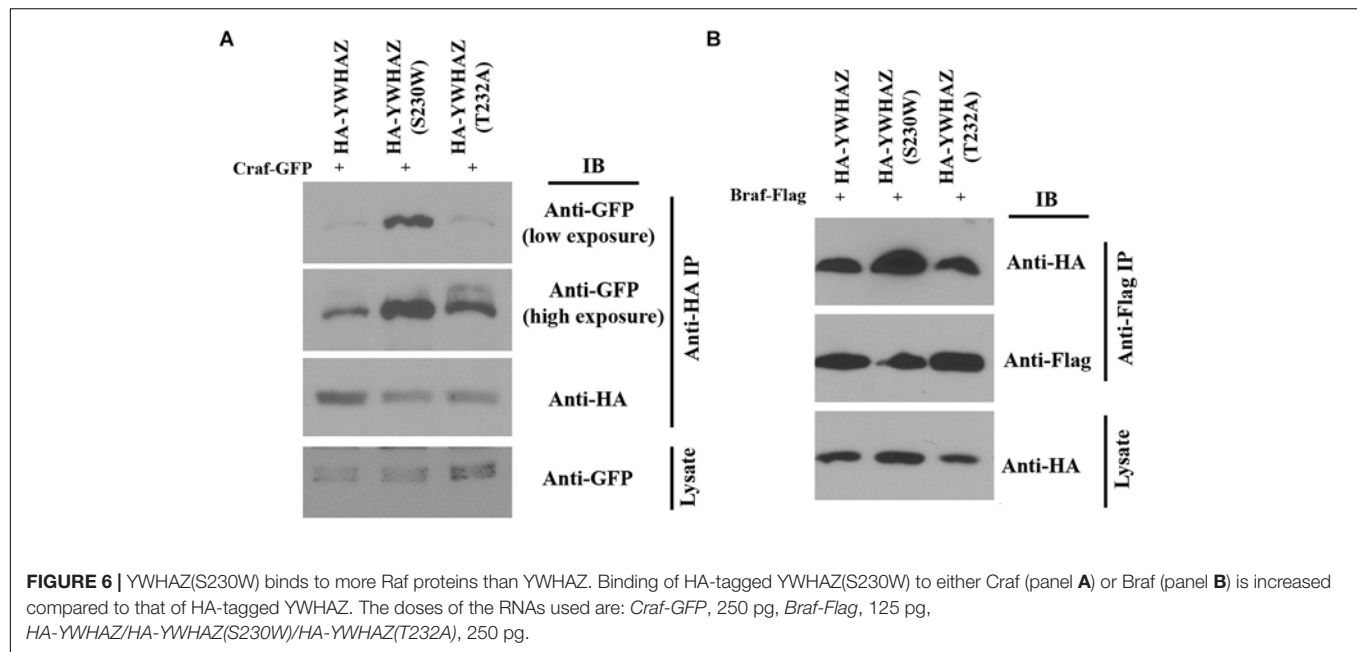 A
HA-YWHAZ
HA-YWHAZ
(S230W)
HA-YWHAZ
(T232A)
Craf-GFP + + + IB
Anti-GFP
(low exposure)
Anti-GFP
(high exposure)
Anti-HA
Anti-HA IP
Anti-GFP
Lysate
B
HA-YWHAZ
HA-YWHAZ
(S230W)
HA-YWHAZ
(T232A)
Braf-Flag + + + IB
Anti-HA
Anti-Flag
Anti-Flag IP
Anti-HA
Lysate
FIGURE 6 | YWHAZ(S230W) binds to more Raf proteins than YWHAZ. Binding of HA-tagged YWHAZ(S230W) to either Craf (panel A) or Braf (panel B) is increased
compared to that of HA-tagged YWHAZ. The doses of the RNAs used are: Craf-GFP, 250 pg, Braf-Flag, 125 pg,
HA-YWHAZ/HA-YWHAZ(S230W)/HA-YWHAZ(T232A), 250 pg.